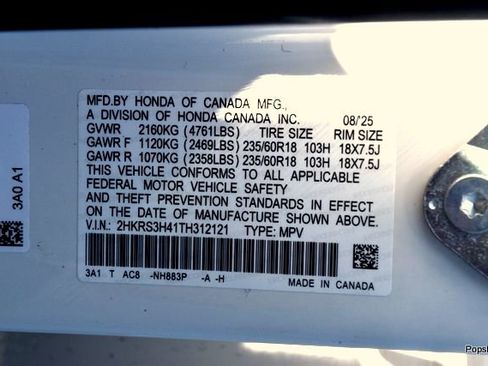 MFD.BY HONDA OF CANADA MFG.,
A DIVISION OF HONDA CANADA INC. 08/25
GVWR 2160KG (4761LBS) TIRE SIZE RIM SIZE
GAWR F 1120KG (2469LBS) 235/60R18 103H 18X7.5J
GAWR R 1070KG (2358LBS) 235/60R18 103H 18X7.5J
THIS VEHICLE CONFORMS TO ALL APPLICABLE
FEDERAL MOTOR VEHICLE SAFETY
AND THEFT PREVENTION STANDARDS IN EFFECT
ON THE DATE OF MANUFACTURE SHOWN ABOVE.
V.I.N.: 2HKRS3H41TH312121 TYPE: MPV
3A1 T AC8 -NH883P -A -H
MADE IN CANADA
3A0 A1